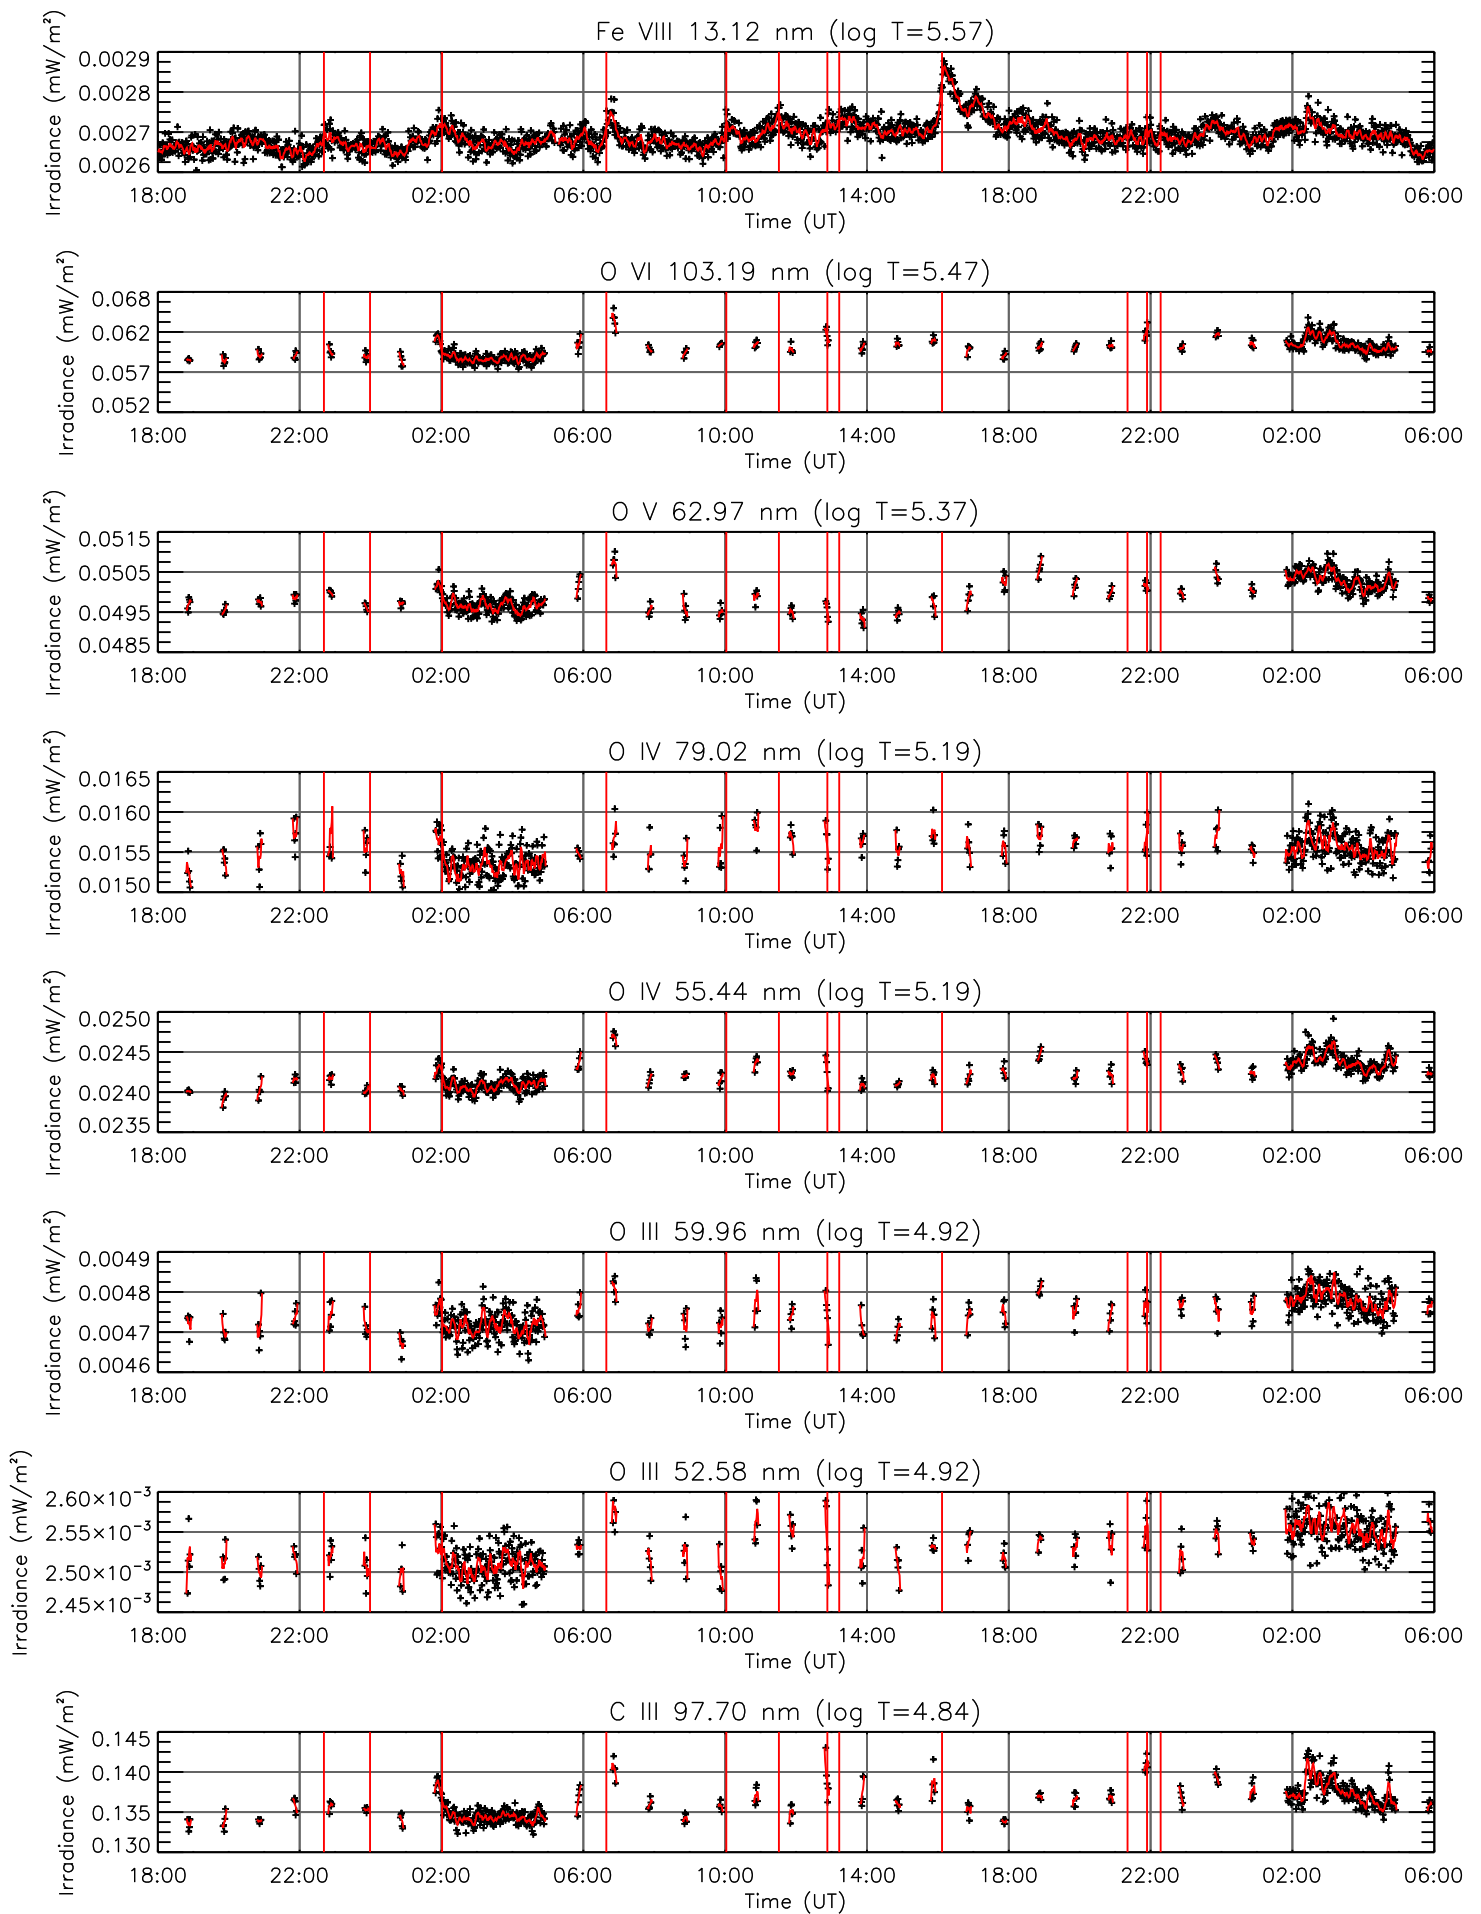 Fe VIII 13.12 nm (log T=5.57)
Irradiance (mW/m²)
0.0029
0.0028
0.0027
0.0026
18:00 22:00 02:00 06:00 10:00 14:00 18:00 22:00 02:00 06:00
Time (UT)
O VI 103.19 nm (log T=5.47)
Irradiance (mW/m²)
0.068
0.062
0.057
0.052
18:00 22:00 02:00 06:00 10:00 14:00 18:00 22:00 02:00 06:00
Time (UT)
O V 62.97 nm (log T=5.37)
Irradiance (mW/m²)
0.0515
0.0505
0.0495
0.0485
18:00 22:00 02:00 06:00 10:00 14:00 18:00 22:00 02:00 06:00
Time (UT)
O IV 79.02 nm (log T=5.19)
Irradiance (mW/m²)
0.0165
0.0160
0.0155
0.0150
18:00 22:00 02:00 06:00 10:00 14:00 18:00 22:00 02:00 06:00
Time (UT)
O IV 55.44 nm (log T=5.19)
Irradiance (mW/m²)
0.0250
0.0245
0.0240
0.0235
18:00 22:00 02:00 06:00 10:00 14:00 18:00 22:00 02:00 06:00
Time (UT)
O III 59.96 nm (log T=4.92)
Irradiance (mW/m²)
0.0049
0.0048
0.0047
0.0046
18:00 22:00 02:00 06:00 10:00 14:00 18:00 22:00 02:00 06:00
Time (UT)
O III 52.58 nm (log T=4.92)
Irradiance (mW/m²)
2.60×10⁻³
2.55×10⁻³
2.50×10⁻³
2.45×10⁻³
18:00 22:00 02:00 06:00 10:00 14:00 18:00 22:00 02:00 06:00
Time (UT)
C III 97.70 nm (log T=4.84)
Irradiance (mW/m²)
0.145
0.140
0.135
0.130
18:00 22:00 02:00 06:00 10:00 14:00 18:00 22:00 02:00 06:00
Time (UT)